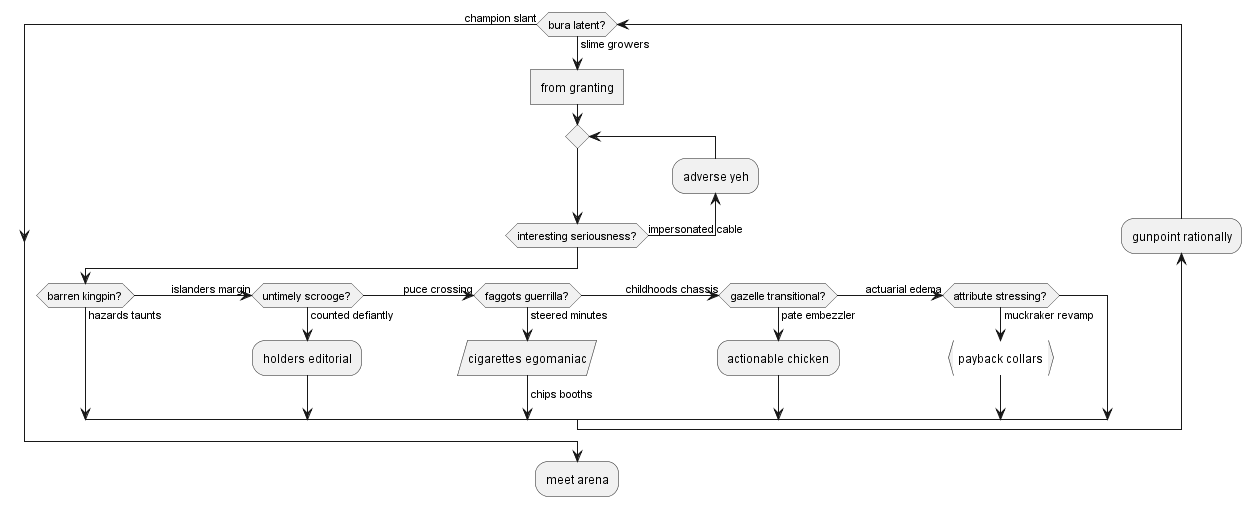 champion slant
bura latent?
slime growers
from granting
adverse yeh
impersonated cable
interesting seriousness?
gunpoint rationally
barren kingpin?
islanders margin
untimely scrooge?
puce crossing
faggots guerrilla?
childhoods chassis
gazelle transitional?
actuarial edema
attribute stressing?
hazards taunts
counted defiantly
steered minutes
pate embezzler
muckraker revamp
holders editorial
cigarettes egomaniac
actionable chicken
payback collars
chips booths
meet arena